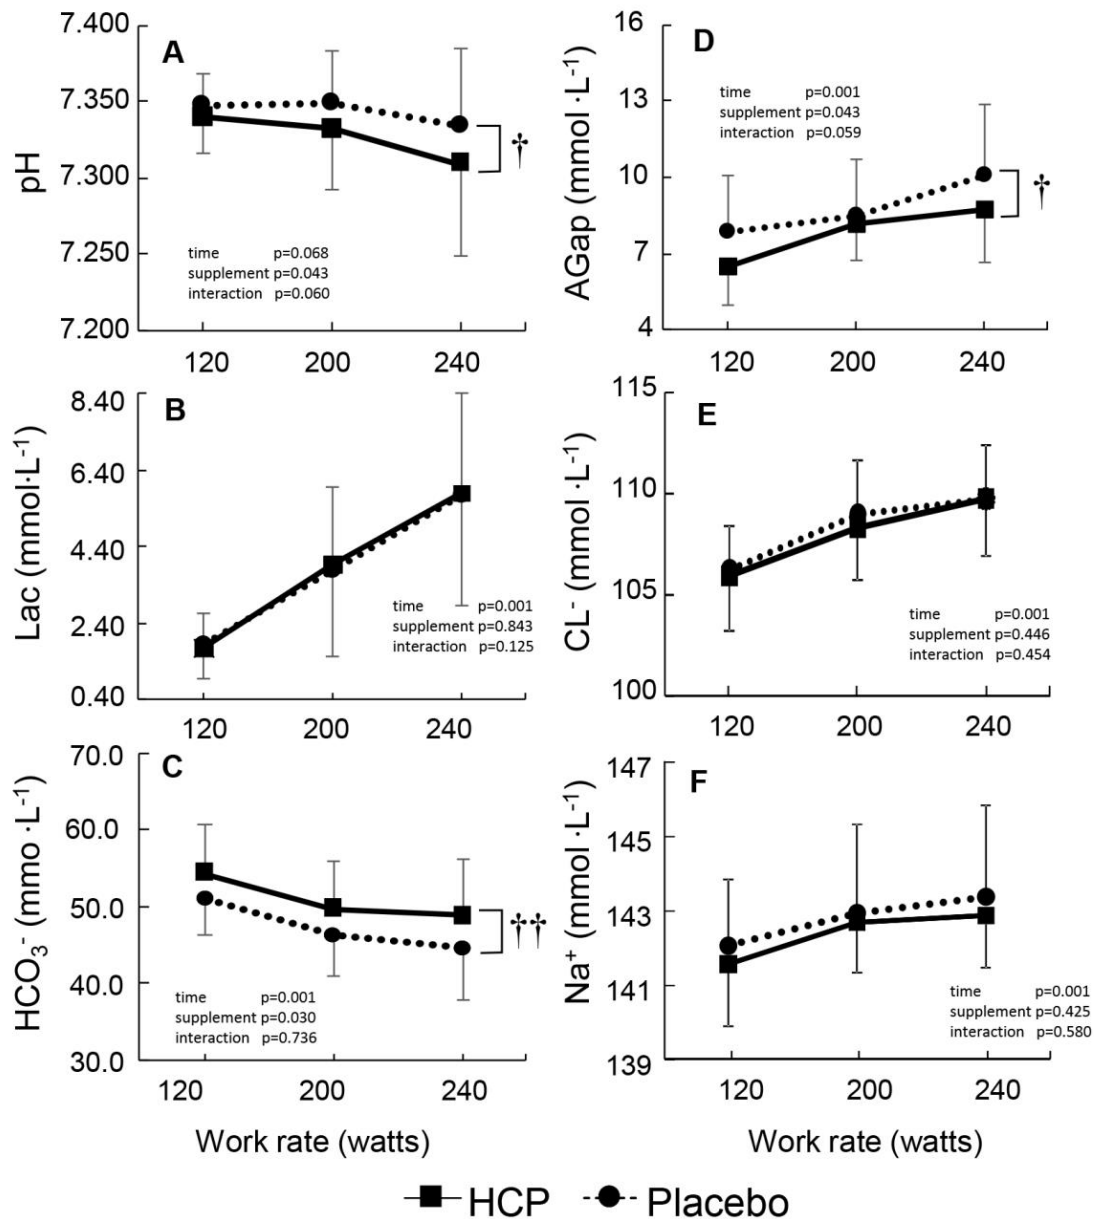 A
pH
7.400
7.350
7.300
7.250
7.200
†
time p=0.068
supplement p=0.043
interaction p=0.060
120 200 240
D
AGap (mmol ·L-1)
16
13
10
7
4
time p=0.001
supplement p=0.043
interaction p=0.059
†
120 200 240
B
Lac (mmol·L-1)
8.40
6.40
4.40
2.40
0.40
time p=0.001
supplement p=0.843
interaction p=0.125
120 200 240
E
CL- (mmol ·L-1)
115
110
105
100
time p=0.001
supplement p=0.446
interaction p=0.454
120 200 240
C
HCO3- (mmo ·L-1)
70.0
60.0
50.0
40.0
30.0
††
time p=0.001
supplement p=0.030
interaction p=0.736
120 200 240
Work rate (watts)
F
Na+ (mmol ·L-1)
147
145
143
141
139
time p=0.001
supplement p=0.425
interaction p=0.580
120 200 240
Work rate (watts)
HCP Placebo